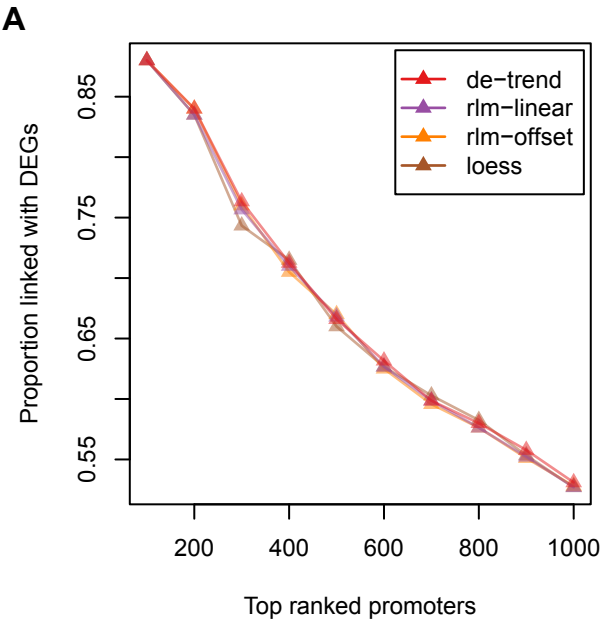 A
de−trend
rlm−linear
rlm−offset
loess
Proportion linked with DEGs
0.85
0.75
0.65
0.55
200 400 600 800 1000
Top ranked promoters